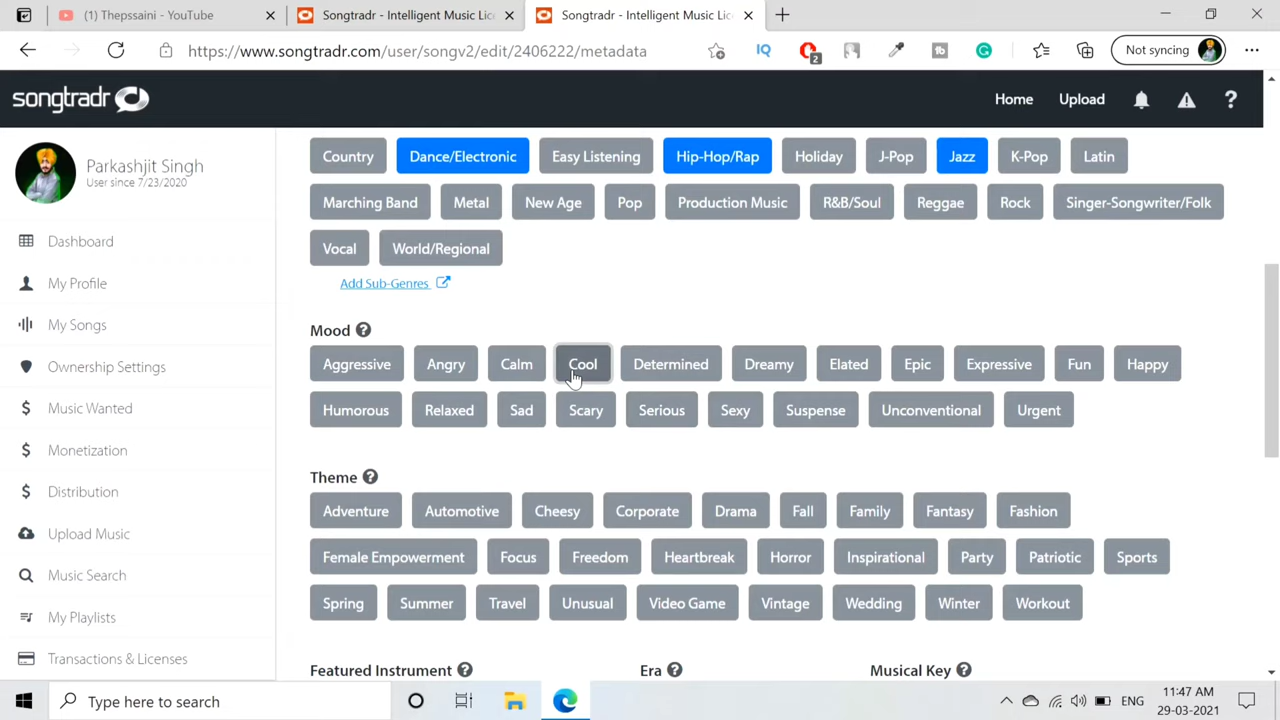 (1) Thepssaini - YouTube
Songtradr - Intelligent Music Lice
Songtradr - Intelligent Music Lic
https://www.songtradr.com/user/songv2/edit/2406222/metadata
IQ
2
tb
Not syncing
songtradr
Home
Upload
?
Parkashjit Singh
User since 7/23/2020
Dashboard
My Profile
My Songs
Ownership Settings
$ Music Wanted
$ Monetization
$ Distribution
Upload Music
Music Search
My Playlists
Transactions & Licenses
Country Dance/Electronic Easy Listening Hip-Hop/Rap Holiday J-Pop Jazz K-Pop Latin
Marching Band Metal New Age Pop Production Music R&B/Soul Reggae Rock Singer-Songwriter/Folk
Vocal World/Regional
Add Sub-Genres
Mood ?
Aggressive Angry Calm Cool Determined Dreamy Elated Epic Expressive Fun Happy
Humorous Relaxed Sad Scary Serious Sexy Suspense Unconventional Urgent
Theme ?
Adventure Automotive Cheesy Corporate Drama Fall Family Fantasy Fashion
Female Empowerment Focus Freedom Heartbreak Horror Inspirational Party Patriotic Sports
Spring Summer Travel Unusual Video Game Vintage Wedding Winter Workout
Featured Instrument ? Era ? Musical Key ?
Type here to search
ENG
11:47 AM
29-03-2021